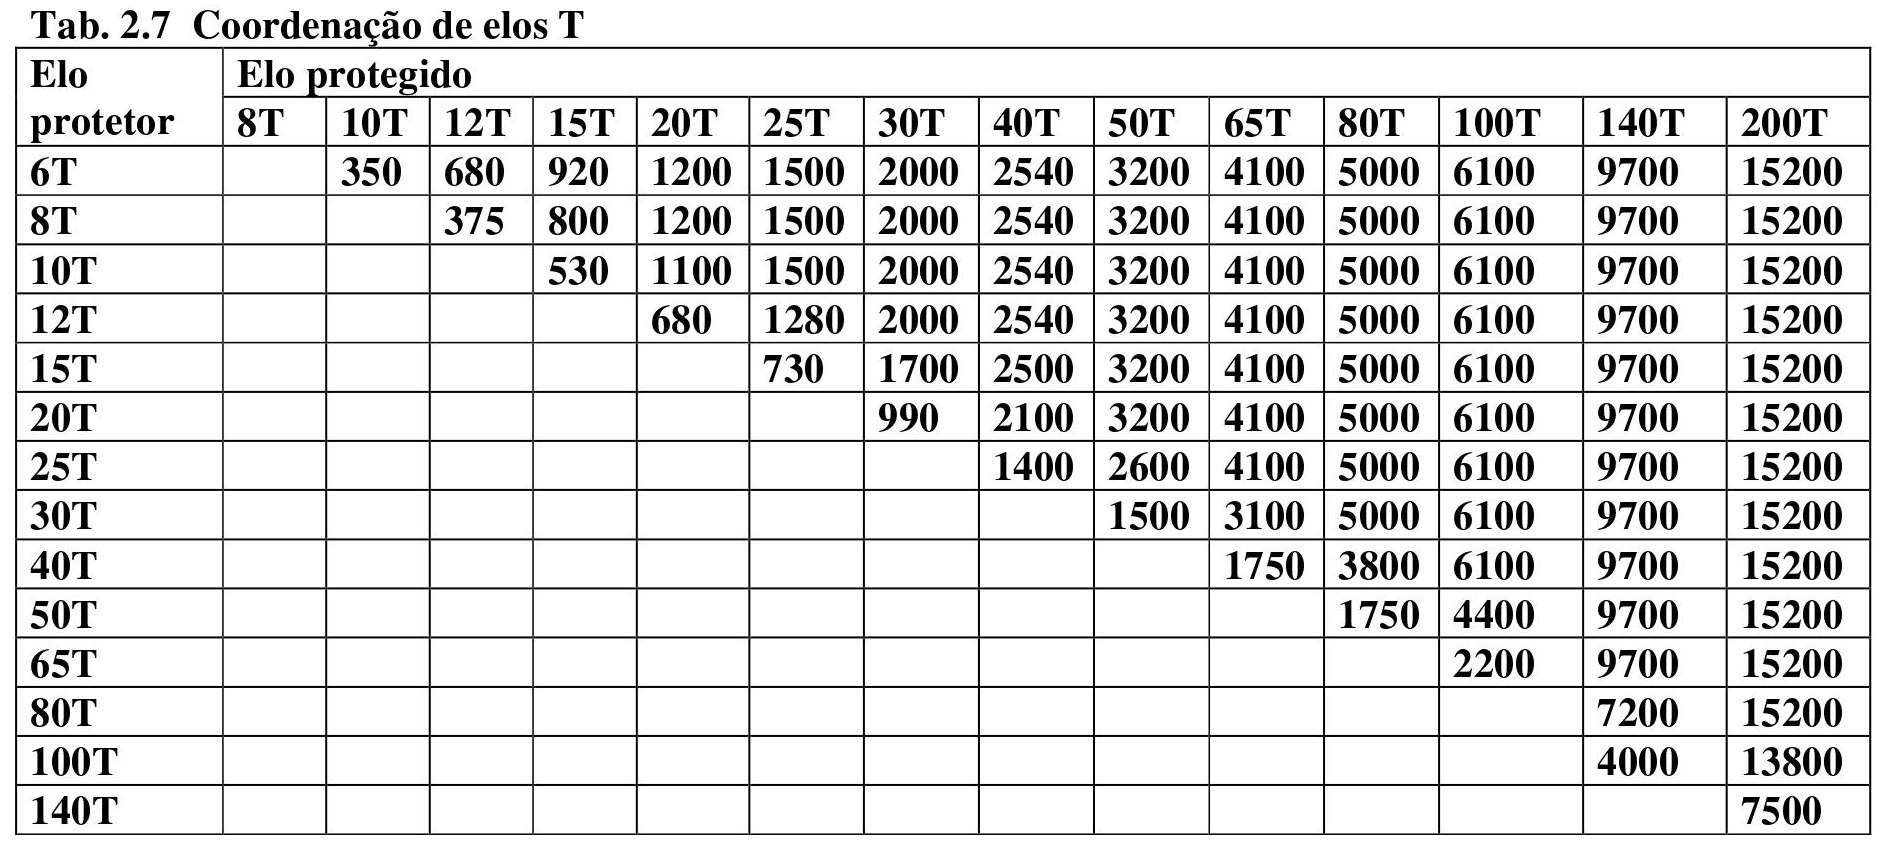 Tab. 2.7 Coordenação de elos T
Elo protetor Elo protegido
8T 10T 12T 15T 20T 25T 30T 40T 50T 65T 80T 100T 140T 200T
6T 350 680 920 1200 1500 2000 2540 3200 4100 5000 6100 9700 15200
8T 375 800 1200 1500 2000 2540 3200 4100 5000 6100 9700 15200
10T 530 1100 1500 2000 2540 3200 4100 5000 6100 9700 15200
12T 680 1280 2000 2540 3200 4100 5000 6100 9700 15200
15T 730 1700 2500 3200 4100 5000 6100 9700 15200
20T 990 2100 3200 4100 5000 6100 9700 15200
25T 1400 2600 4100 5000 6100 9700 15200
30T 1500 3100 5000 6100 9700 15200
40T 1750 3800 6100 9700 15200
50T 1750 4400 9700 15200
65T 2200 9700 15200
80T 7200 15200
100T 4000 13800
140T 7500